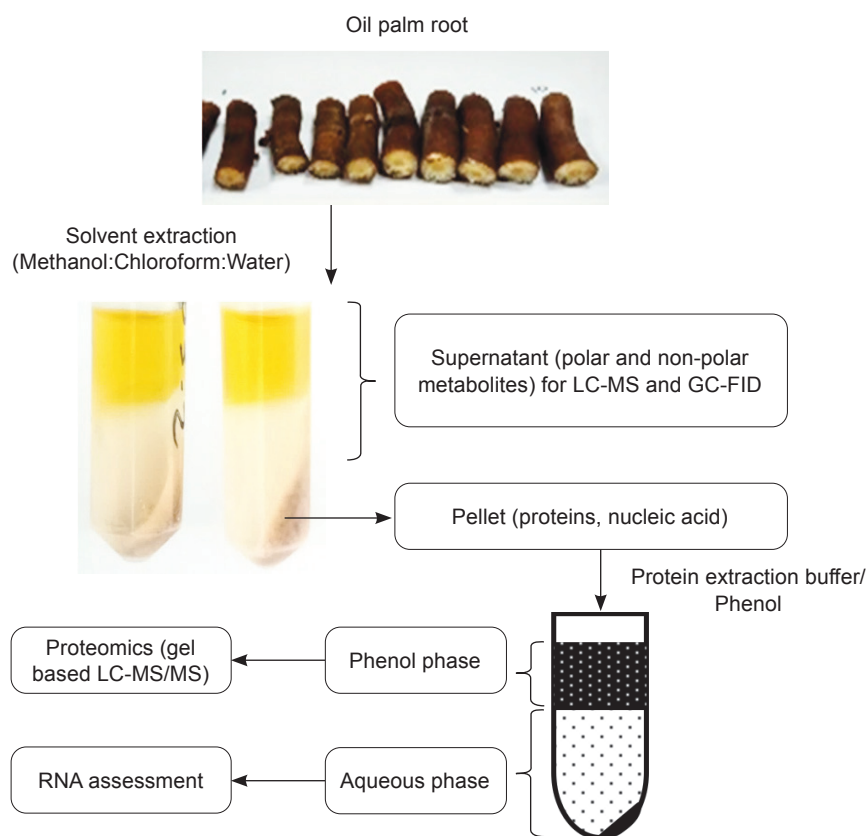 Oil palm root
Solvent extraction
(Methanol:Chloroform:Water)
Supernatant (polar and non-polar
metabolites) for LC-MS and GC-FID
Pellet (proteins, nucleic acid)
Protein extraction buffer/
Phenol
Proteomics (gel
based LC-MS/MS)
Phenol phase
RNA assessment
Aqueous phase